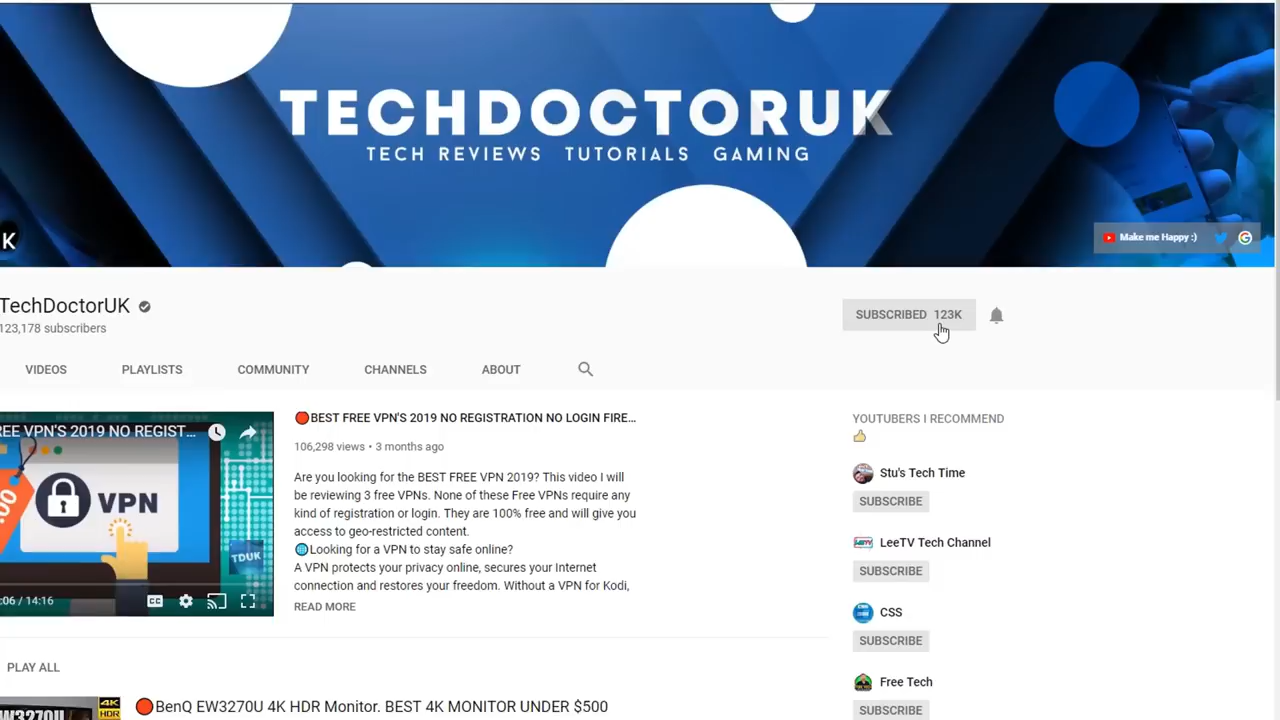 TECHDOCTORUK
TECH REVIEWS TUTORIALS GAMING
K
Make me Happy :)
TechDoctorUK
123,178 subscribers
SUBSCRIBED 123K
VIDEOS
PLAYLISTS
COMMUNITY
CHANNELS
ABOUT
EE VPN'S 2019 NO REGIST...
.00
VPN
TDUK
:06 / 14:16
CC
🔴BEST FREE VPN'S 2019 NO REGISTRATION NO LOGIN FIRE...
106,298 views • 3 months ago
Are you looking for the BEST FREE VPN 2019? This video I will
be reviewing 3 free VPNs. None of these Free VPNs require any
kind of registration or login. They are 100% free and will give you
access to geo-restricted content.
🌐Looking for a VPN to stay safe online?
A VPN protects your privacy online, secures your Internet
connection and restores your freedom. Without a VPN for Kodi,
READ MORE
YOUTUBERS I RECOMMEND
👍
Stu's Tech Time
SUBSCRIBE
LeeTV Tech Channel
SUBSCRIBE
CSS
SUBSCRIBE
Free Tech
SUBSCRIBE
PLAY ALL
4K
HDR
W3270U
🔴BenQ EW3270U 4K HDR Monitor. BEST 4K MONITOR UNDER $500